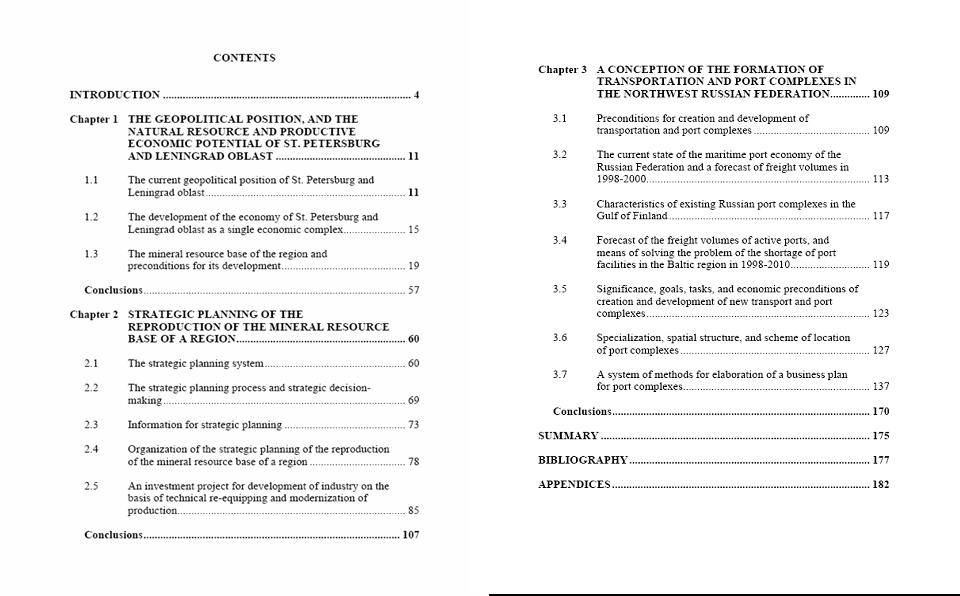 CONTENTS
INTRODUCTION ........................................................................................ 4
Chapter 1 THE GEOPOLITICAL POSITION, AND THE
NATURAL RESOURCE AND PRODUCTIVE
ECONOMIC POTENTIAL OF ST. PETERSBURG
AND LENINGRAD OBLAST .............................................. 11
1.1 The current geopolitical position of St. Petersburg and
Leningrad oblast........................................................................ 11
1.2 The development of the economy of St. Petersburg and
Leningrad oblast as a single economic complex...................... 15
1.3 The mineral resource base of the region and
preconditions for its development............................................ 19
Conclusions............................................................................................. 57
Chapter 2 STRATEGIC PLANNING OF THE
REPRODUCTION OF THE MINERAL RESOURCE
BASE OF A REGION............................................................ 60
2.1 The strategic planning system.................................................. 60
2.2 The strategic planning process and strategic decision-
making...................................................................................... 69
2.3 Information for strategic planning ........................................... 73
2.4 Organization of the strategic planning of the reproduction
of the mineral resource base of a region .................................. 78
2.5 An investment project for development of industry on the
basis of technical re-equipping and modernization of
production................................................................................. 85
Conclusions........................................................................................... 107
Chapter 3 A CONCEPTION OF THE FORMATION OF
TRANSPORTATION AND PORT COMPLEXES IN
THE NORTHWEST RUSSIAN FEDERATION.............. 109
3.1 Preconditions for creation and development of
transportation and port complexes ......................................... 109
3.2 The current state of the maritime port economy of the
Russian Federation and a forecast of freight volumes in
1998-2000............................................................................... 113
3.3 Characteristics of existing Russian port complexes in the
Gulf of Finland....................................................................... 117
3.4 Forecast of the freight volumes of active ports, and
means of solving the problem of the shortage of port
facilities in the Baltic region in 1998-2010............................ 119
3.5 Significance, goals, tasks, and economic preconditions of
creation and development of new transport and port
complexes............................................................................... 123
3.6 Specialization, spatial structure, and scheme of location
of port complexes ................................................................... 127
3.7 A system of methods for elaboration of a business plan
for port complexes.................................................................. 137
Conclusions........................................................................................... 170
SUMMARY ............................................................................................... 175
BIBLIOGRAPHY ..................................................................................... 177
APPENDICES........................................................................................... 182